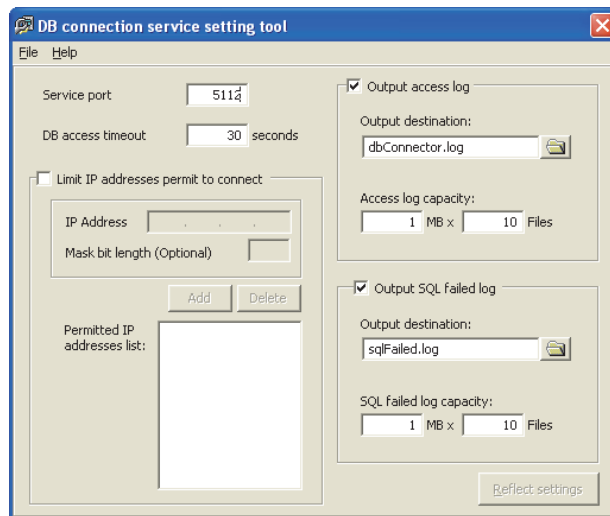 DB connection service setting tool
File Help
Service port 5112
DB access timeout 30 seconds
Limit IP addresses permit to connect
IP Address . . .
Mask bit length (Optional)
Add Delete
Permitted IP
addresses list:
Output access log
Output destination:
dbConnector.log
Access log capacity:
1 MB x 10 Files
Output SQL failed log
Output destination:
sqlFailed.log
SQL failed log capacity:
1 MB x 10 Files
Reflect settings